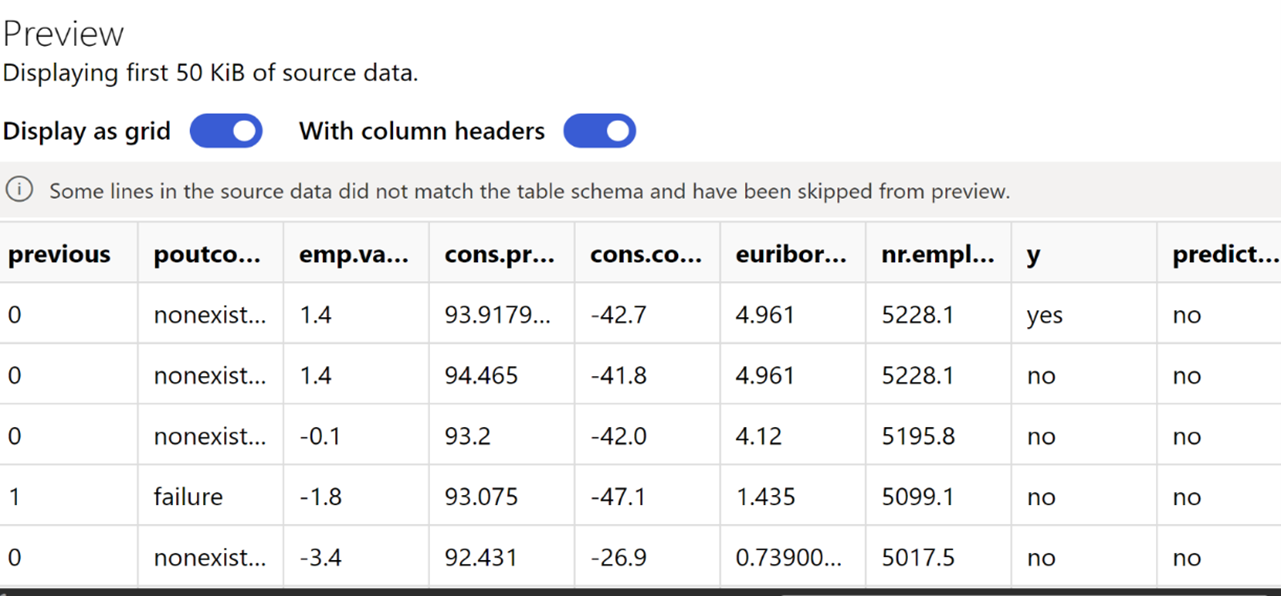 Preview
Displaying first 50 KiB of source data.
Display as grid With column headers
Some lines in the source data did not match the table schema and have been skipped from preview.
previous poutco... emp.va... cons.pr... cons.co... euribor... nr.empl... y predict...
0 nonexist... 1.4 93.9179... -42.7 4.961 5228.1 yes no
0 nonexist... 1.4 94.465 -41.8 4.961 5228.1 no no
0 nonexist... -0.1 93.2 -42.0 4.12 5195.8 no no
1 failure -1.8 93.075 -47.1 1.435 5099.1 no no
0 nonexist... -3.4 92.431 -26.9 0.73900... 5017.5 no no